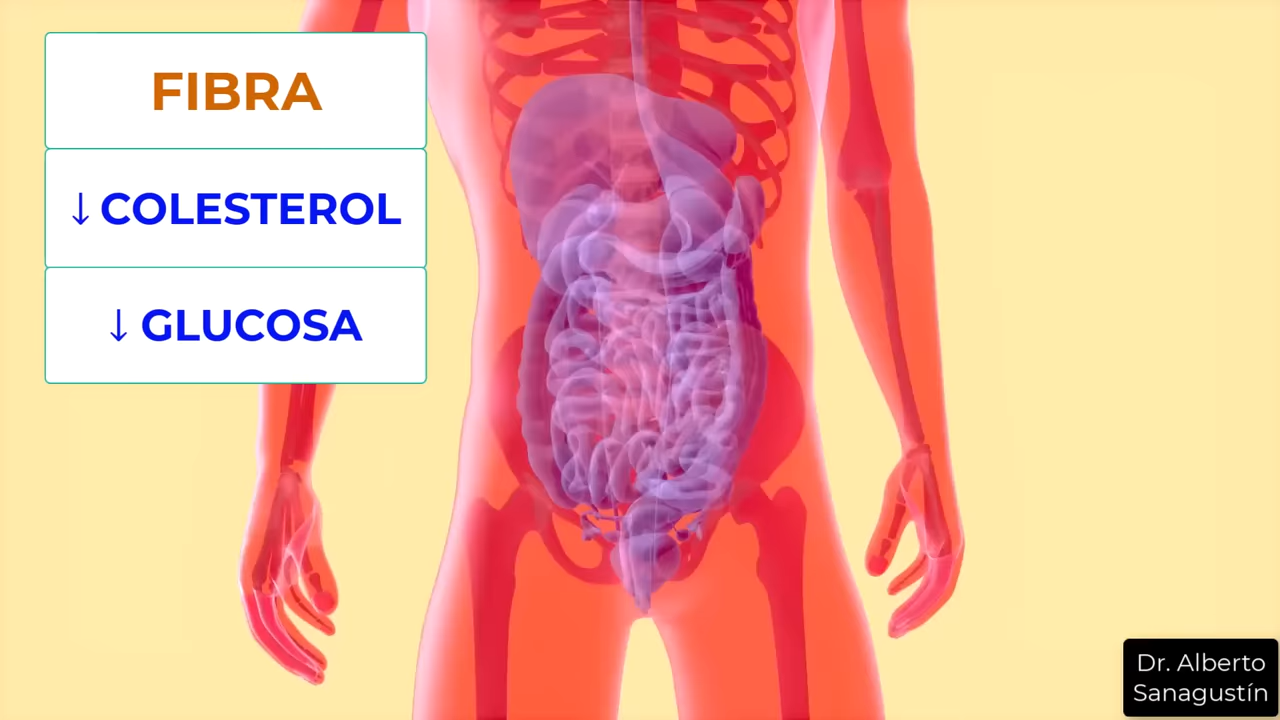 FIBRA
↓ COLESTEROL
↓ GLUCOSA
Dr. Alberto
Sanagustín